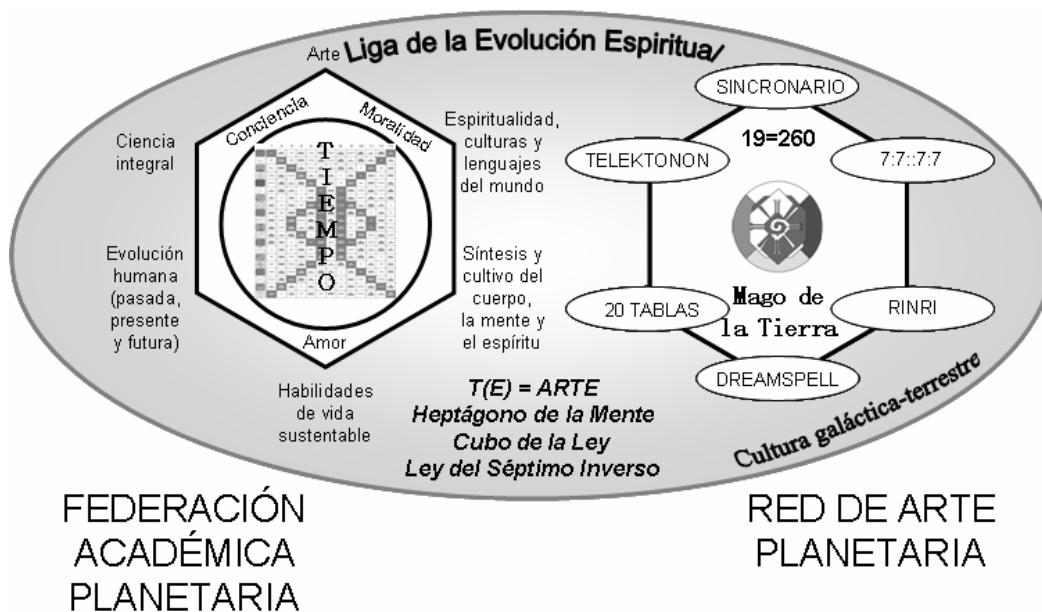 Liga de la Evolución Espiritual
Arte
Conciencia
Moralidad
Ciencia
integral
Espiritualidad,
culturas y
lenguajes
del mundo
TIEMPO
Evolución
humana
(pasada,
presente
y futura)
Síntesis y
cultivo del
cuerpo,
la mente y
el espíritu
Amor
Habilidades
de vida
sustentable
T(E) = ARTE
Heptágono de la Mente
Cubo de la Ley
Ley del Séptimo Inverso
SINCRONARIO
19=260
TELEKTONON
7:7::7:7
20 TABLAS
Mago de
la Tierra
RINRI
DREAMSPELL
Cultura galáctica-terrestre
FEDERACIÓN
ACADÉMICA
PLANETARIA
RED DE ARTE
PLANETARIA